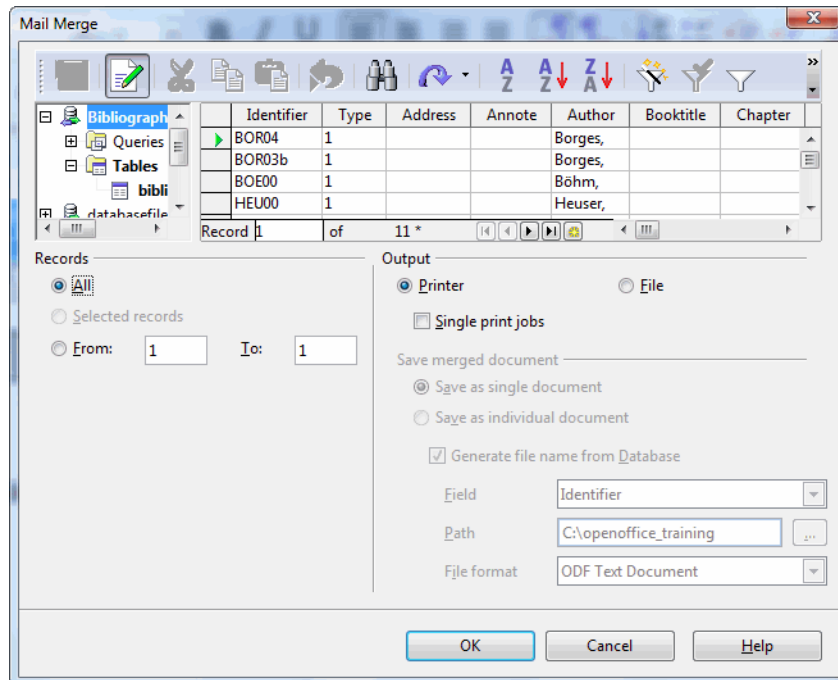 Mail Merge
Bibliograph Identifier Type Address Annote Author Booktitle Chapter
Queries BOR04 1 Borges,
Tables BOR03b 1 Borges,
bibli BOE00 1 Böhm,
databasefile HEU00 1 Heuser,
Record 1 of 11 *
Records Output
All Printer File
Selected records Single print jobs
From: 1 To: 1
Save merged document
Save as single document
Save as individual document
Generate file name from Database
Field Identifier
Path C:\openoffice_training ...
File format ODF Text Document
OK Cancel Help